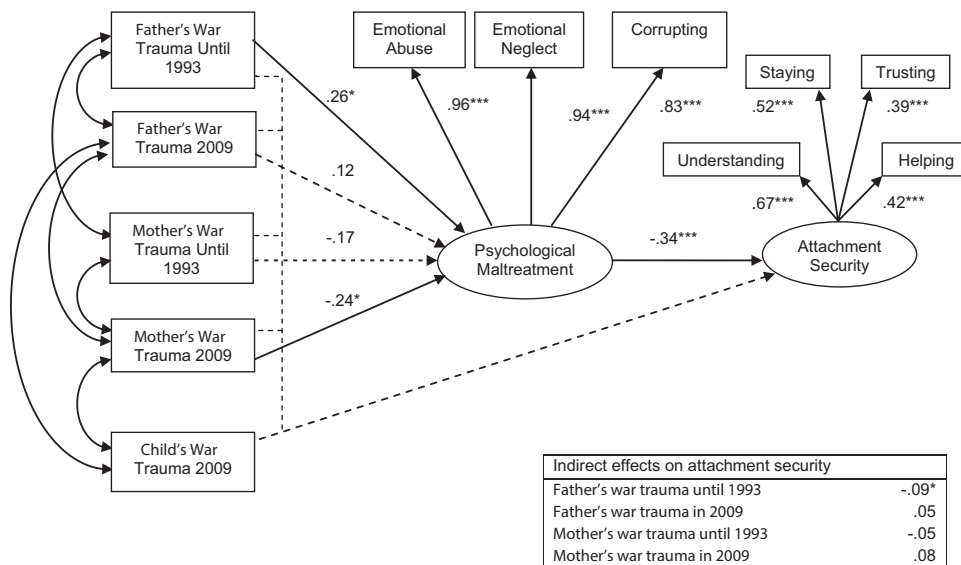 Father's War
Trauma Until
1993
Father's War
Trauma 2009
Mother's War
Trauma Until
1993
Mother's War
Trauma 2009
Child's War
Trauma 2009
.26*
.12
-.17
-.24*
Emotional
Abuse
Emotional
Neglect
Corrupting
.96***
.94***
.83***
Psychological
Maltreatment
-.34***
Staying
Trusting
.52***
.39***
Understanding
Helping
.67***
.42***
Attachment
Security
Indirect effects on attachment security
Father's war trauma until 1993 -.09*
Father's war trauma in 2009 .05
Mother's war trauma until 1993 -.05
Mother's war trauma in 2009 .08